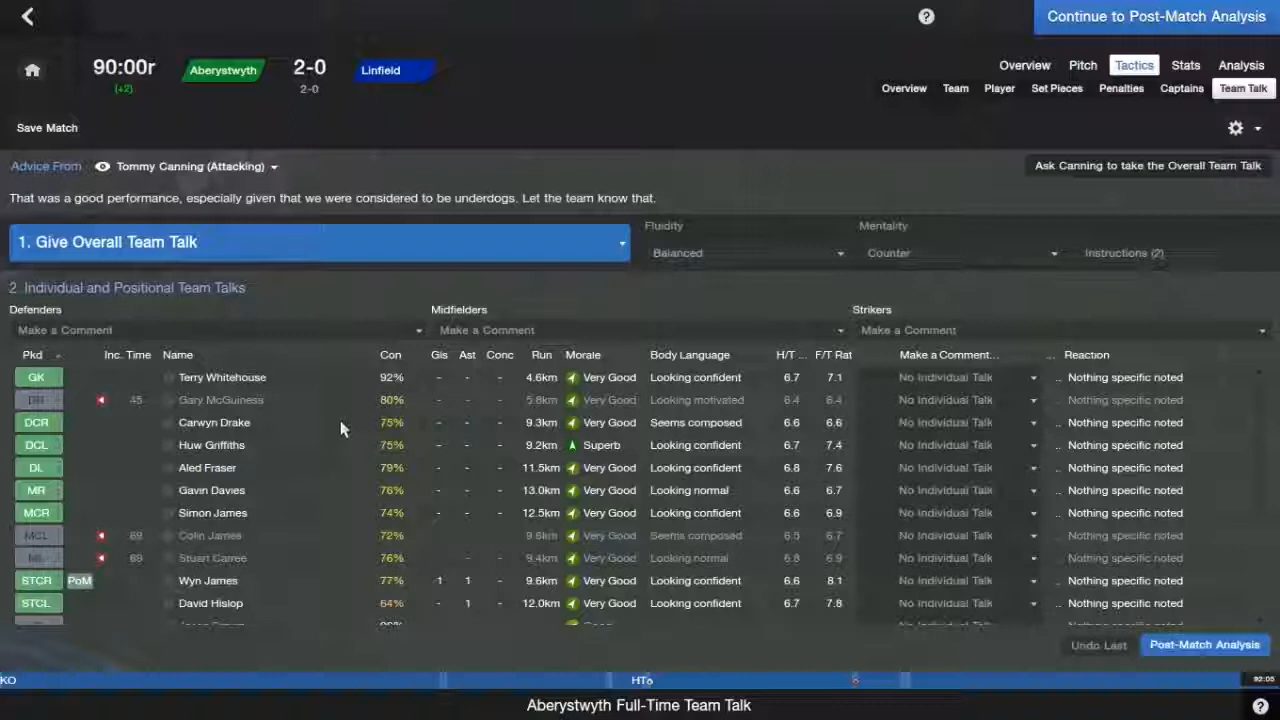 Continue to Post-Match Analysis
90:00r Aberystwyth 2-0 Linfield
(+2) 2-0
Overview Pitch Tactics Stats Analysis
Overview Team Player Set Pieces Penalties Captains Team Talk
Save Match
Advice From Tommy Canning (Attacking) Ask Canning to take the Overall Team Talk
That was a good performance, especially given that we were considered to be underdogs. Let the team know that.
Fluidity Mentality
1. Give Overall Team Talk Balanced Counter Instructions (2)
2. Individual and Positional Team Talks
Defenders Midfielders Strikers
Make a Comment Make a Comment Make a Comment
Pkd Inc. Time Name Con Gls Ast Conc Run Morale Body Language H/T ... F/T Rat Make a Comment... ... Reaction
GK Terry Whitehouse 92% - - - 4.6km Very Good Looking confident 6.7 7.1 No Individual Talk .. Nothing specific noted
DR 45 Gary McGuiness 80% - - - 5.8km Very Good Looking motivated 6.4 6.4 No Individual Talk .. Nothing specific noted
DCR Carwyn Drake 75% - - - 9.3km Very Good Seems composed 6.6 6.6 No Individual Talk .. Nothing specific noted
DCL Huw Griffiths 75% - - - 9.2km Superb Looking confident 6.7 7.4 No Individual Talk .. Nothing specific noted
DL Aled Fraser 79% - - - 11.5km Very Good Looking confident 6.8 7.6 No Individual Talk .. Nothing specific noted
MR Gavin Davies 76% - - - 13.0km Very Good Looking normal 6.6 6.7 No Individual Talk .. Nothing specific noted
MCR Simon James 74% - - - 12.5km Very Good Looking confident 6.6 6.9 No Individual Talk .. Nothing specific noted
MCL 69 Colin James 72% - - - 9.6km Very Good Seems composed 6.5 6.7 No Individual Talk .. Nothing specific noted
ML 69 Stuart Carree 76% - - - 9.4km Very Good Looking normal 6.8 6.9 No Individual Talk .. Nothing specific noted
STCR PoM Wyn James 77% 1 1 - 9.6km Very Good Looking confident 6.6 8.1 No Individual Talk .. Nothing specific noted
STCL David Hislop 64% - 1 - 12.0km Very Good Looking confident 6.7 7.8 No Individual Talk .. Nothing specific noted
Undo Last Post-Match Analysis
KO HT 92:05
Aberystwyth Full-Time Team Talk